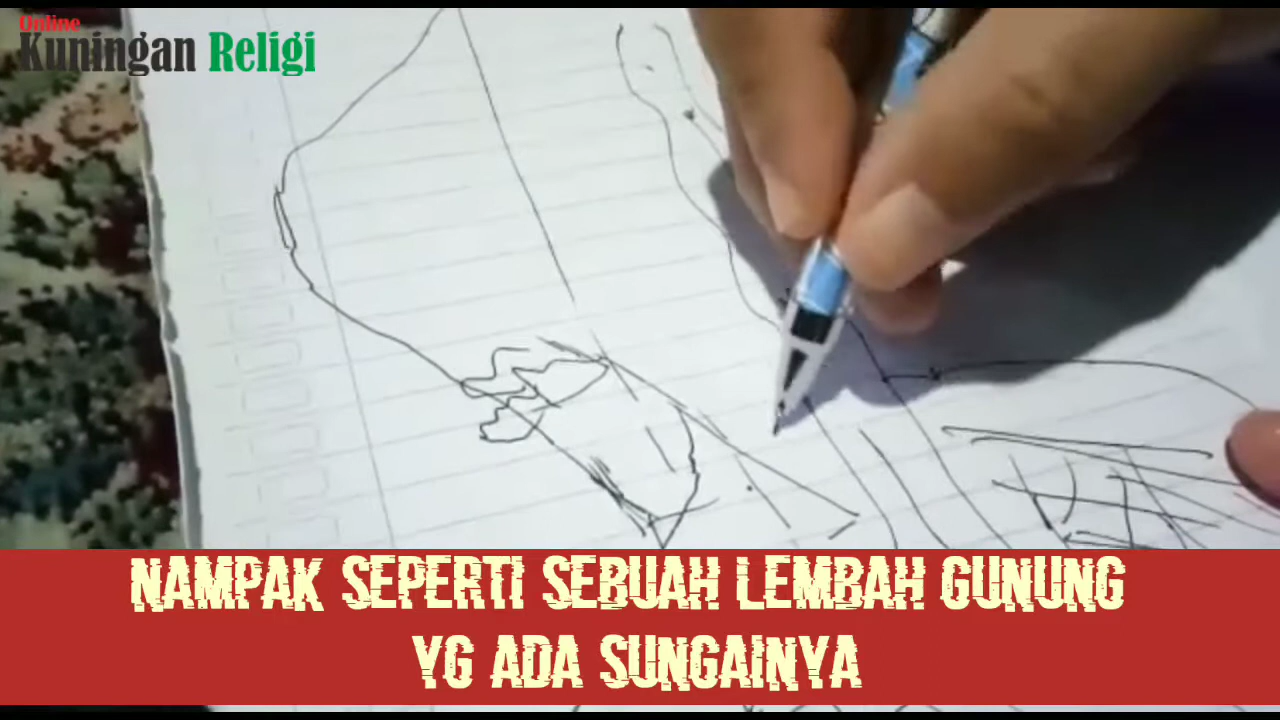 Online
Kuningan Religi
NAMPAK SEPERTI SEBUAH LEMBAH GUNUNG
YG ADA SUNGAINYA